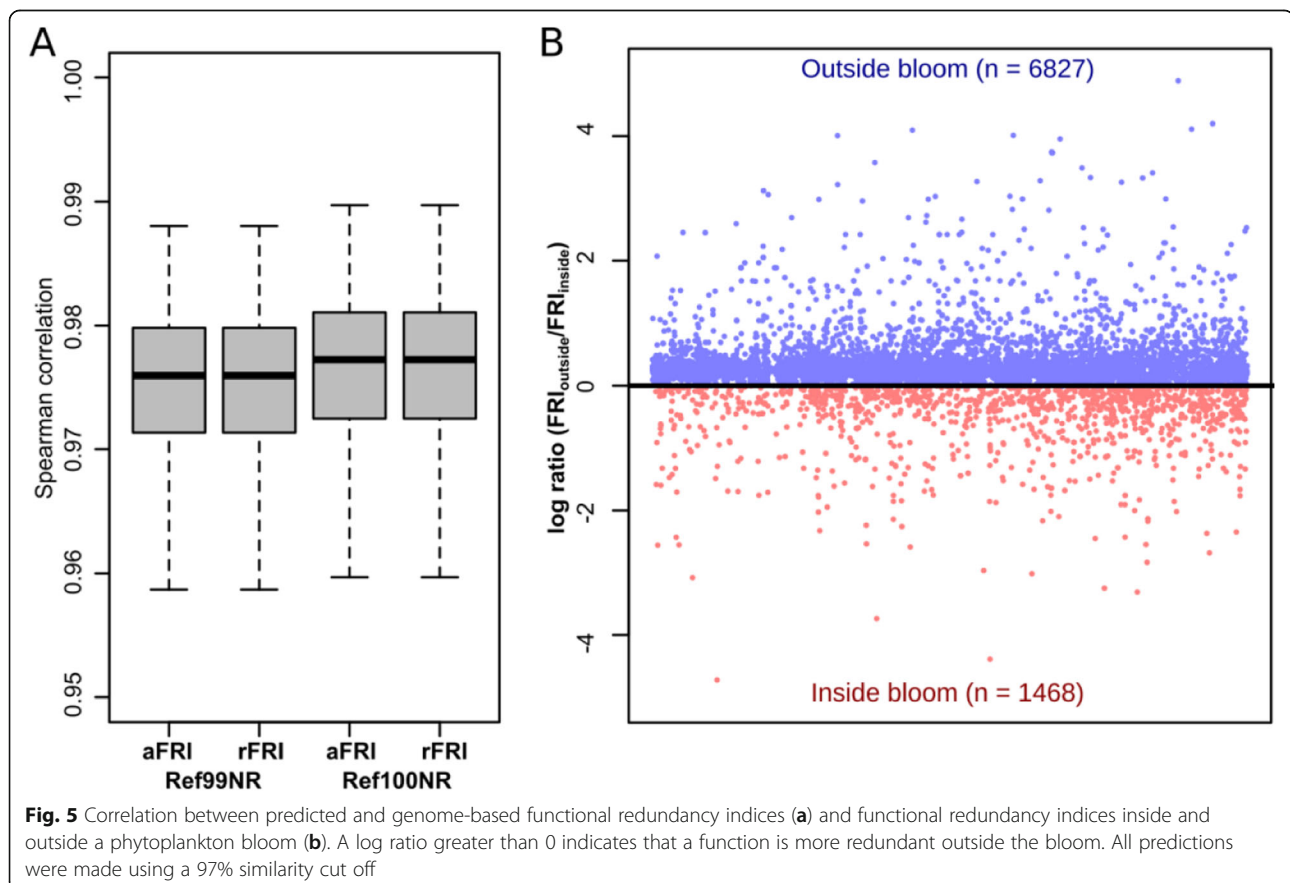 A
1.00
0.99
0.98
0.97
0.96
0.95
Spearman correlation
aFRI rFRI aFRI rFRI
Ref99NR Ref100NR
B
Outside bloom (n = 6827)
4
2
0
-2
-4
log ratio (FRIoutside/FRIinside)
Inside bloom (n = 1468)
Fig. 5 Correlation between predicted and genome-based functional redundancy indices (a) and functional redundancy indices inside and
outside a phytoplankton bloom (b). A log ratio greater than 0 indicates that a function is more redundant outside the bloom. All predictions
were made using a 97% similarity cut off